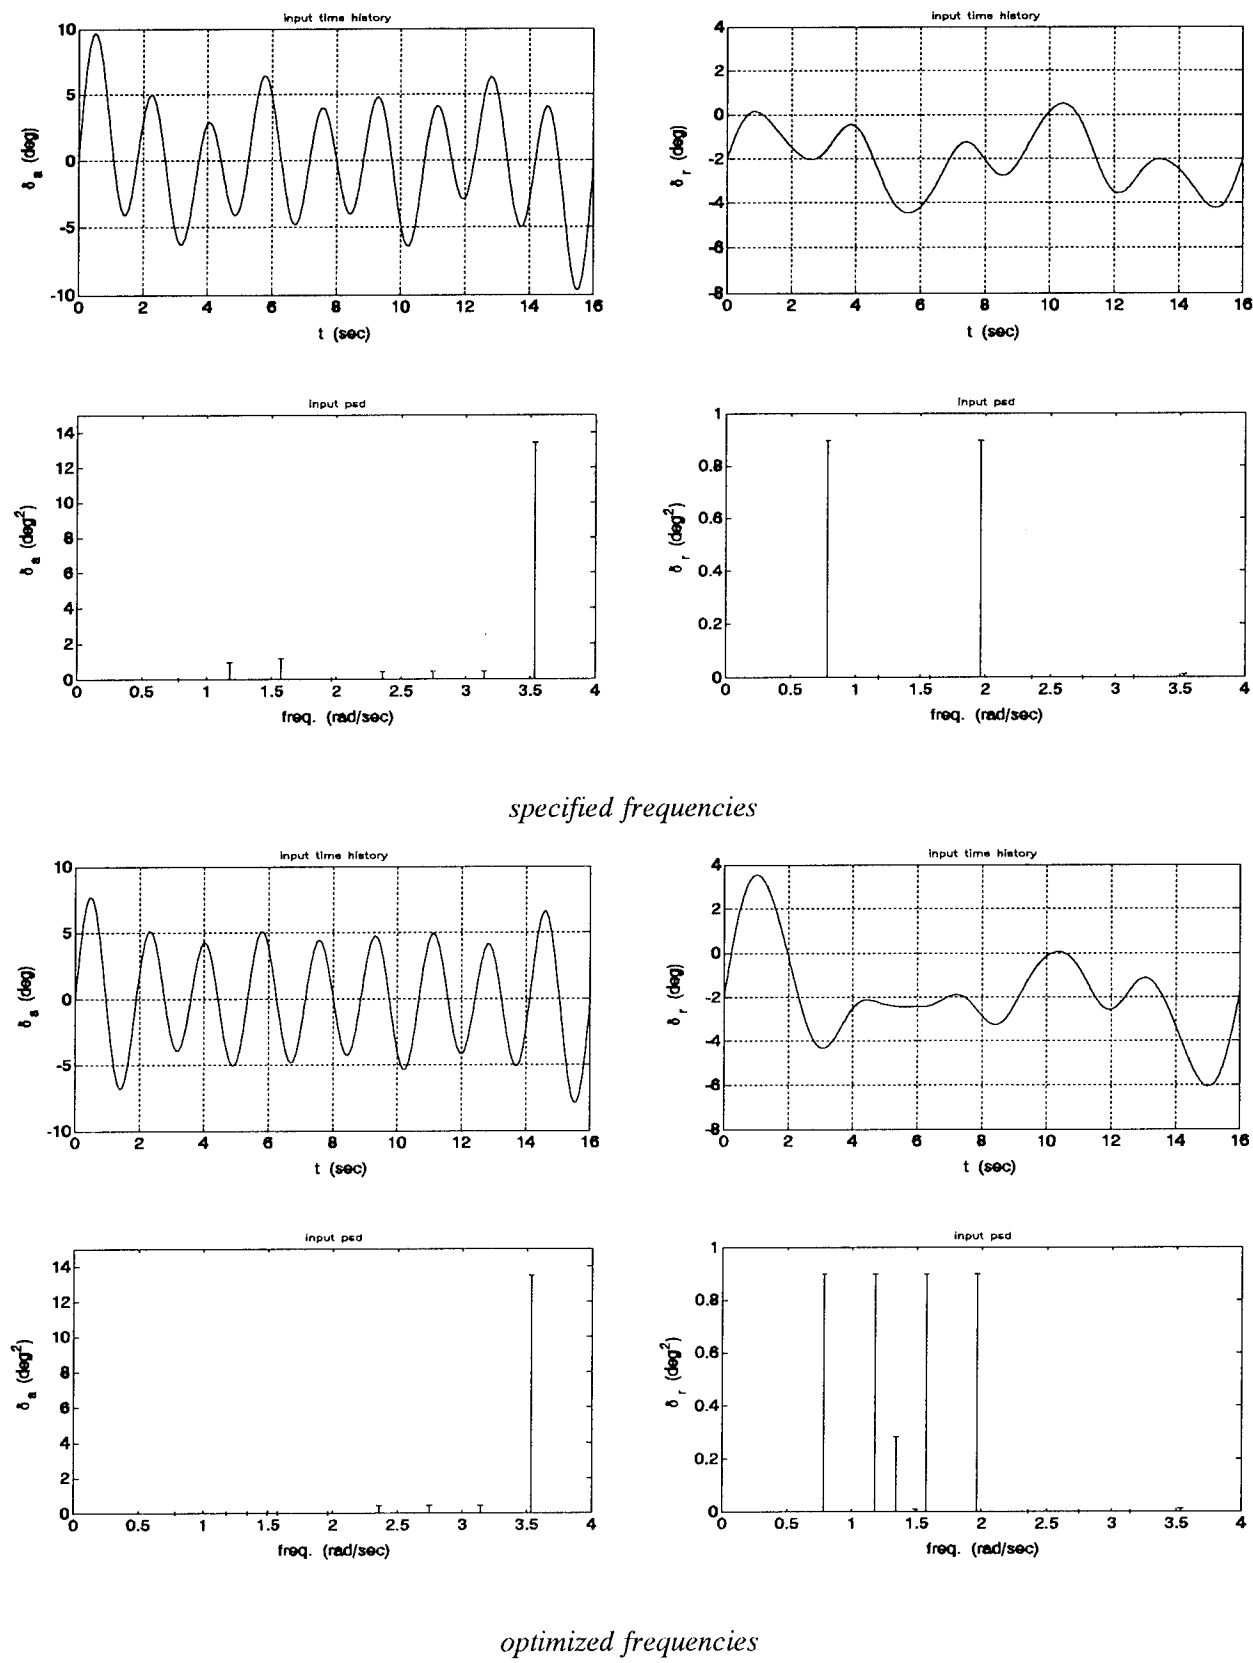 input time history
10
5
0
-5
-10
δa (deg)
0 2 4 6 8 10 12 14 16
t (sec)
input time history
4
2
0
-2
-4
-6
-8
δr (deg)
0 2 4 6 8 10 12 14 16
t (sec)
input psd
14
12
10
8
6
4
2
0
δa (deg²)
0 0.5 1 1.5 2 2.5 3 3.5 4
freq. (rad/sec)
input psd
1
0.8
0.6
0.4
0.2
0
δr (deg²)
0 0.5 1 1.5 2 2.5 3 3.5 4
freq. (rad/sec)
specified frequencies
input time history
10
5
0
-5
-10
δa (deg)
0 2 4 6 8 10 12 14 16
t (sec)
input time history
4
2
0
-2
-4
-6
-8
δr (deg)
0 2 4 6 8 10 12 14 16
t (sec)
input psd
14
12
10
8
6
4
2
0
δa (deg²)
0 0.5 1 1.5 2 2.5 3 3.5 4
freq. (rad/sec)
input psd
1
0.8
0.6
0.4
0.2
0
δr (deg²)
0 0.5 1 1.5 2 2.5 3 3.5 4
freq. (rad/sec)
optimized frequencies